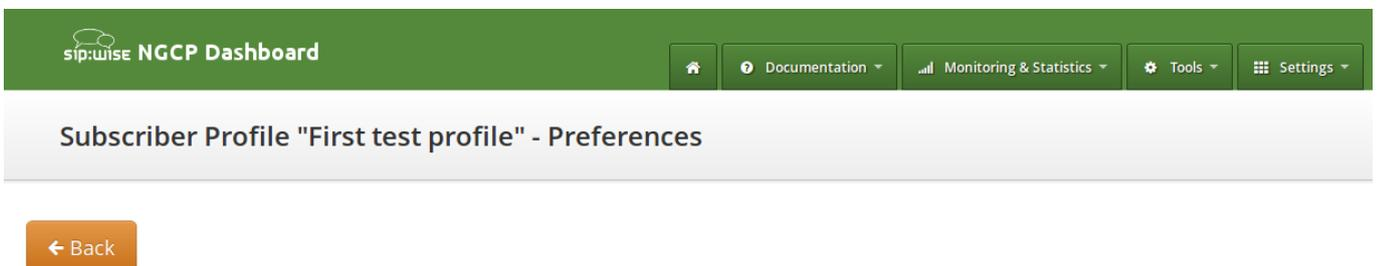 sip:wise NGCP Dashboard
Documentation Monitoring & Statistics Tools Settings
Subscriber Profile "First test profile" - Preferences
Back